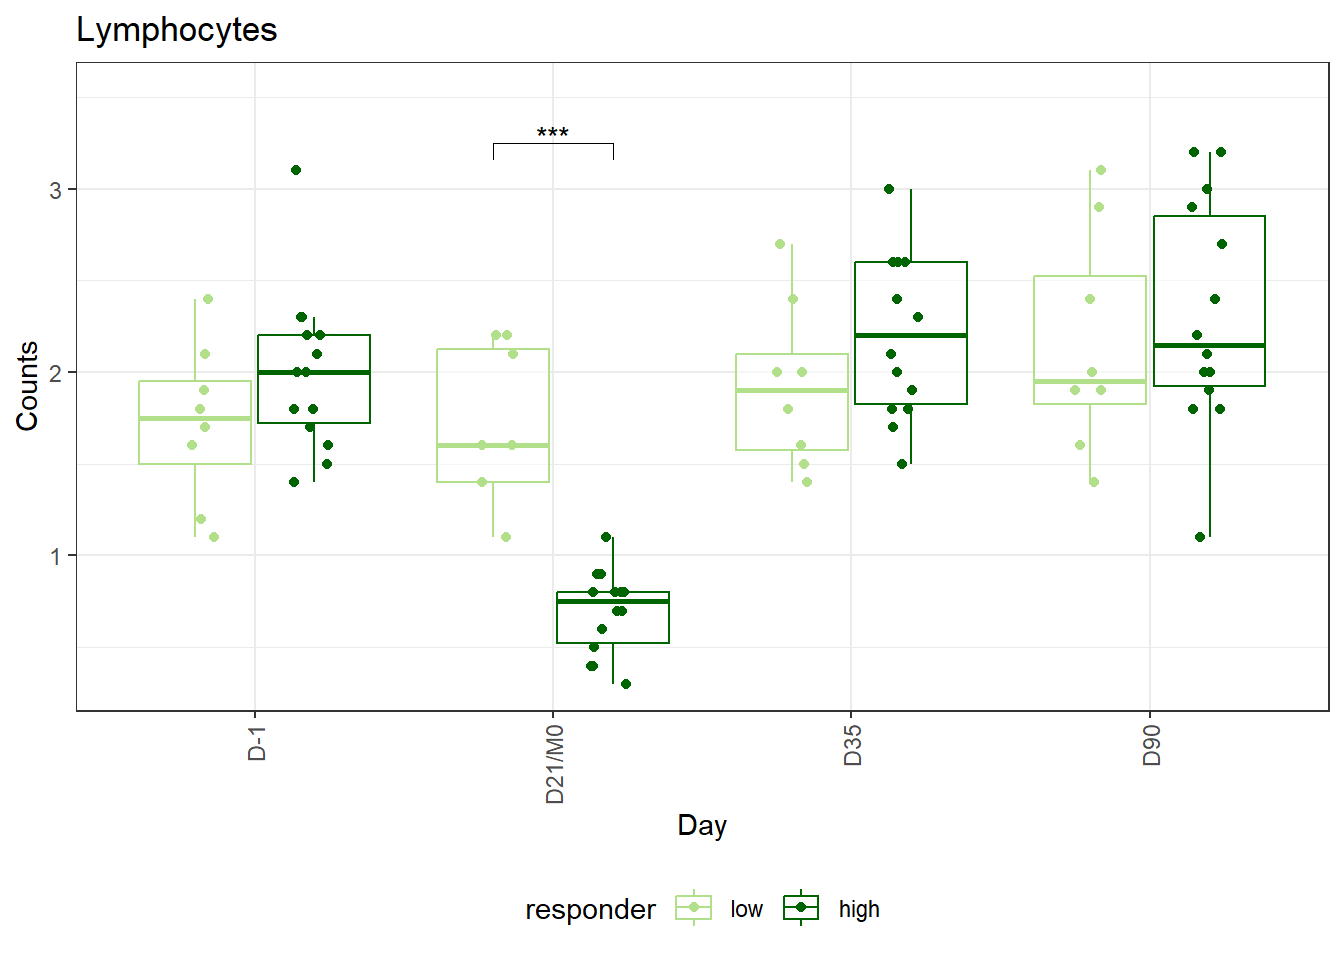 Lymphocytes
***
3
2
1
Counts
D-1
D21/M0
D35
D90
Day
responder low high